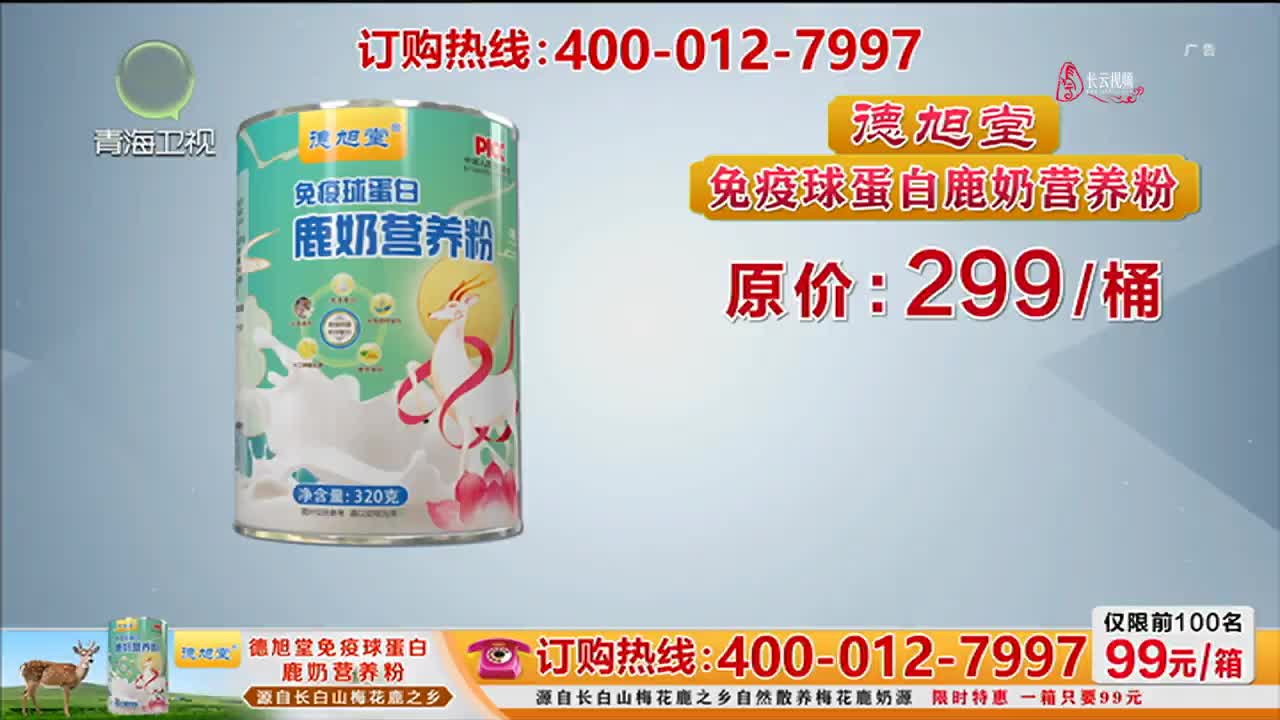 订购热线:400-012-7997
广告
长云视频
青海卫视
德旭堂
免疫球蛋白鹿奶营养粉
原价:299/桶
德旭堂
PICC
免疫球蛋白
鹿奶营养粉
净含量:320克
德旭堂
德旭堂免疫球蛋白
鹿奶营养粉
源自长白山梅花鹿之乡
订购热线:400-012-7997
仅限前100名
99元/箱
源自长白山梅花鹿之乡自然散养梅花鹿奶源 限时特惠 一箱只要99元